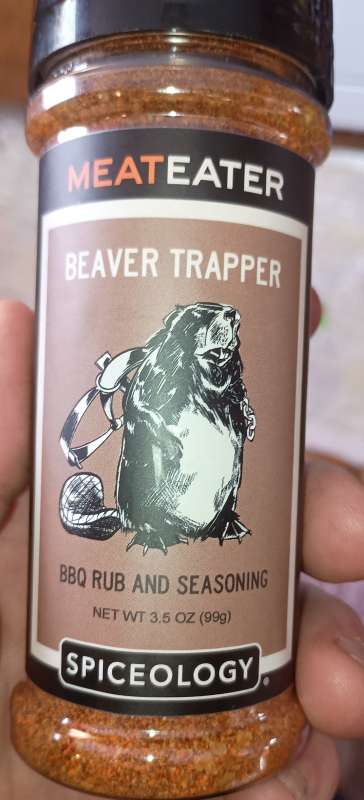 MEATEATER
BEAVER TRAPPER
BBQ RUB AND SEASONING
NET WT 3.5 OZ (99g)
SPICEOLOGY®